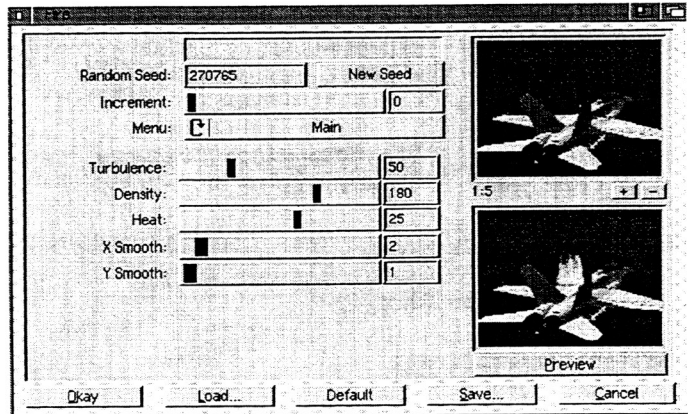 Random Seed: 270765 New Seed
Increment: 0
Menu: Main
Turbulence: 50
Density: 180
Heat: 25
X Smooth: 2
Y Smooth: 1
1:5 + −
Preview
Okay Load... Default Save... Cancel